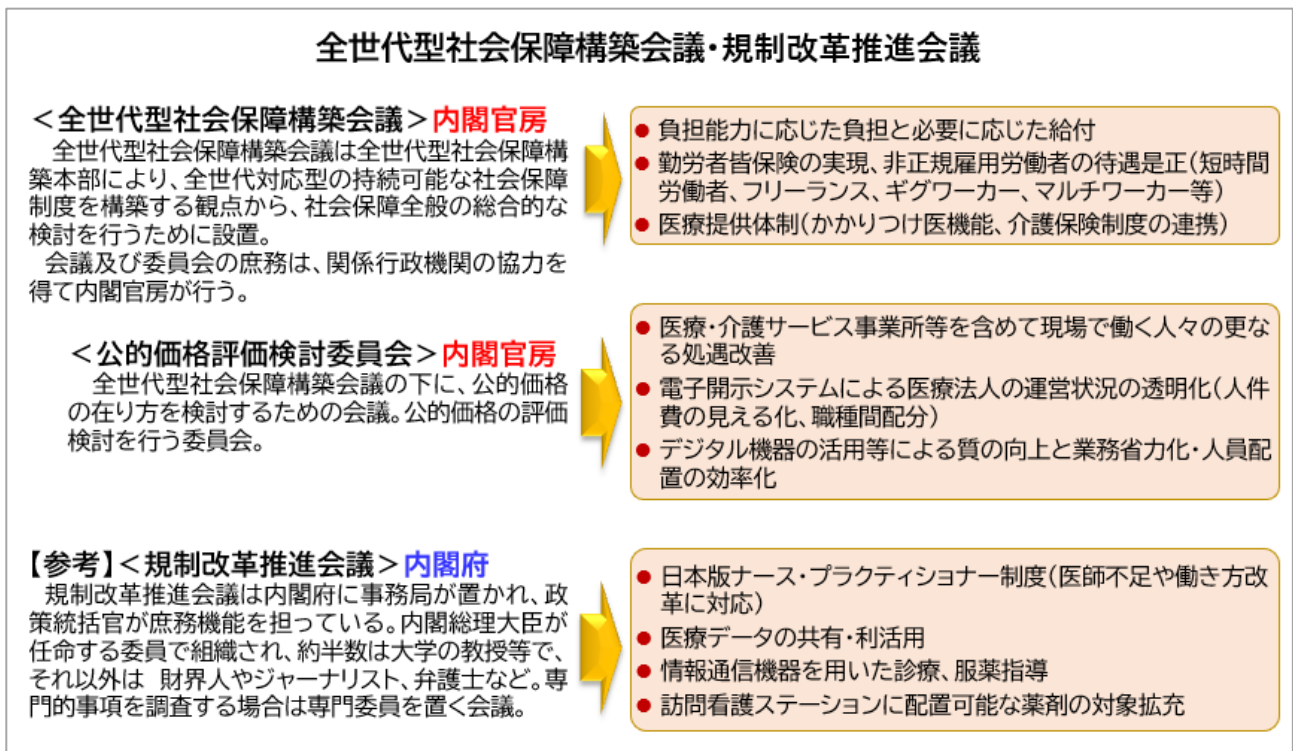 全世代型社会保障構築会議・規制改革推進会議
＜全世代型社会保障構築会議＞内閣官房
全世代型社会保障構築会議は全世代型社会保障構
築本部により、全世代対応型の持続可能な社会保障
制度を構築する観点から、社会保障全般の総合的な
検討を行うために設置。
会議及び委員会の庶務は、関係行政機関の協力を
得て内閣官房が行う。
● 負担能力に応じた負担と必要に応じた給付
● 勤労者皆保険の実現、非正規雇用労働者の待遇是正（短時間
労働者、フリーランス、ギグワーカー、マルチワーカー等）
● 医療提供体制（かかりつけ医機能、介護保険制度の連携）
＜公的価格評価検討委員会＞内閣官房
全世代型社会保障構築会議の下に、公的価格
の在り方を検討するための会議。公的価格の評価
検討を行う委員会。
● 医療・介護サービス事業所等を含めて現場で働く人々の更な
る処遇改善
● 電子開示システムによる医療法人の運営状況の透明化（人件
費の見える化、職種間配分）
● デジタル機器の活用等による質の向上と業務省力化・人員配
置の効率化
【参考】＜規制改革推進会議＞内閣府
規制改革推進会議は内閣府に事務局が置かれ、政
策統括官が庶務機能を担っている。内閣総理大臣が
任命する委員で組織され、約半数は大学の教授等で、
それ以外は 財界人やジャーナリスト、弁護士など。専
門的事項を調査する場合は専門委員を置く会議。
● 日本版ナース・プラクティショナー制度（医師不足や働き方改
革に対応）
● 医療データの共有・利活用
● 情報通信機器を用いた診療、服薬指導
● 訪問看護ステーションに配置可能な薬剤の対象拡充